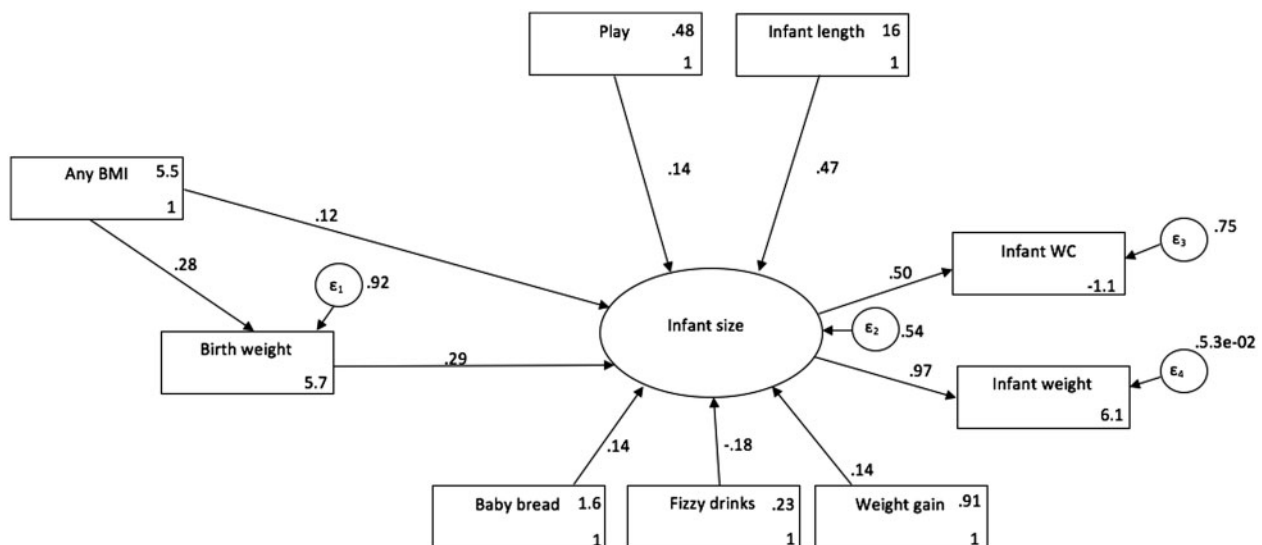 Play .48
1
Infant length 16
1
Any BMI 5.5
1
.14
.47
.12
.28
ε1 .92
Infant WC
-1.1
ε3 .75
.50
Birth weight
5.7
.29
Infant size
ε2 .54
.97
Infant weight
6.1
ε4 .5.3e-02
.14
-.18
.14
Baby bread 1.6
1
Fizzy drinks .23
1
Weight gain .91
1